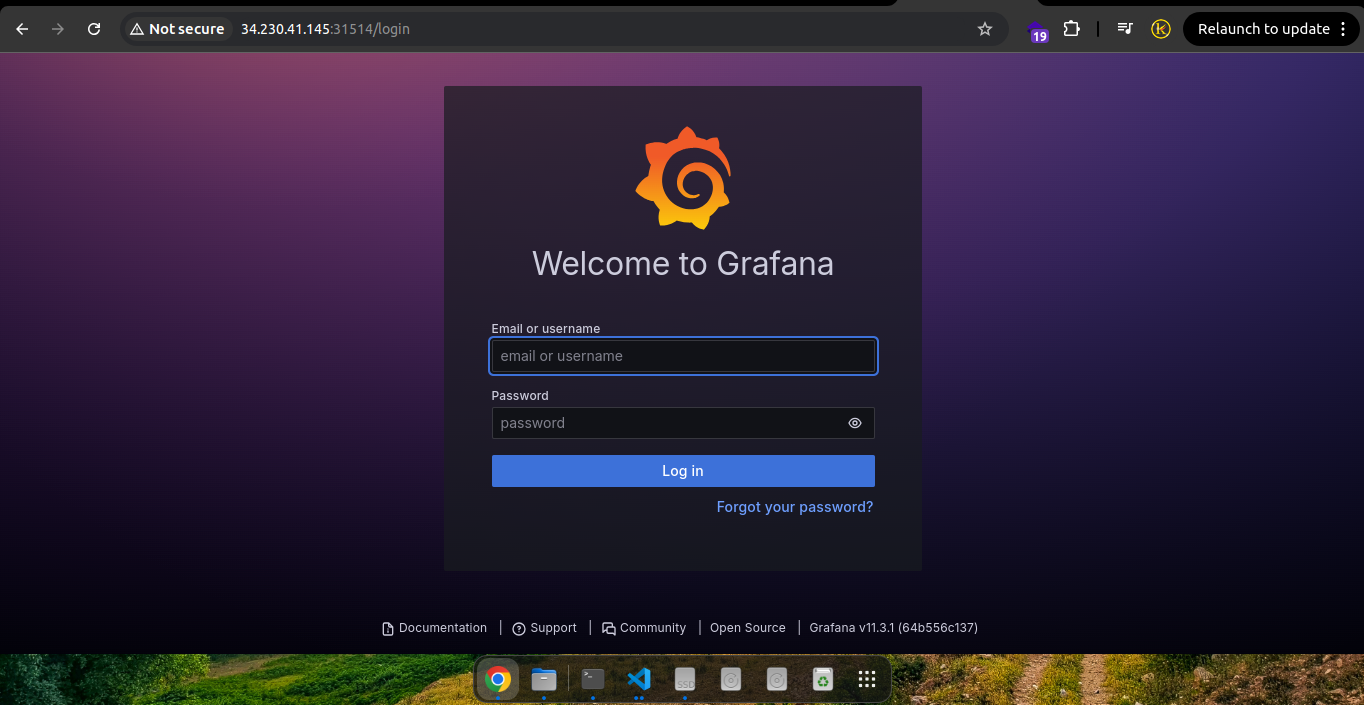 Not secure 34.230.41.145:31514/login
19
Relaunch to update
Welcome to Grafana
Email or username
email or username
Password
password
Log in
Forgot your password?
Documentation | Support | Community | Open Source | Grafana v11.3.1 (64b556c137)
SSD